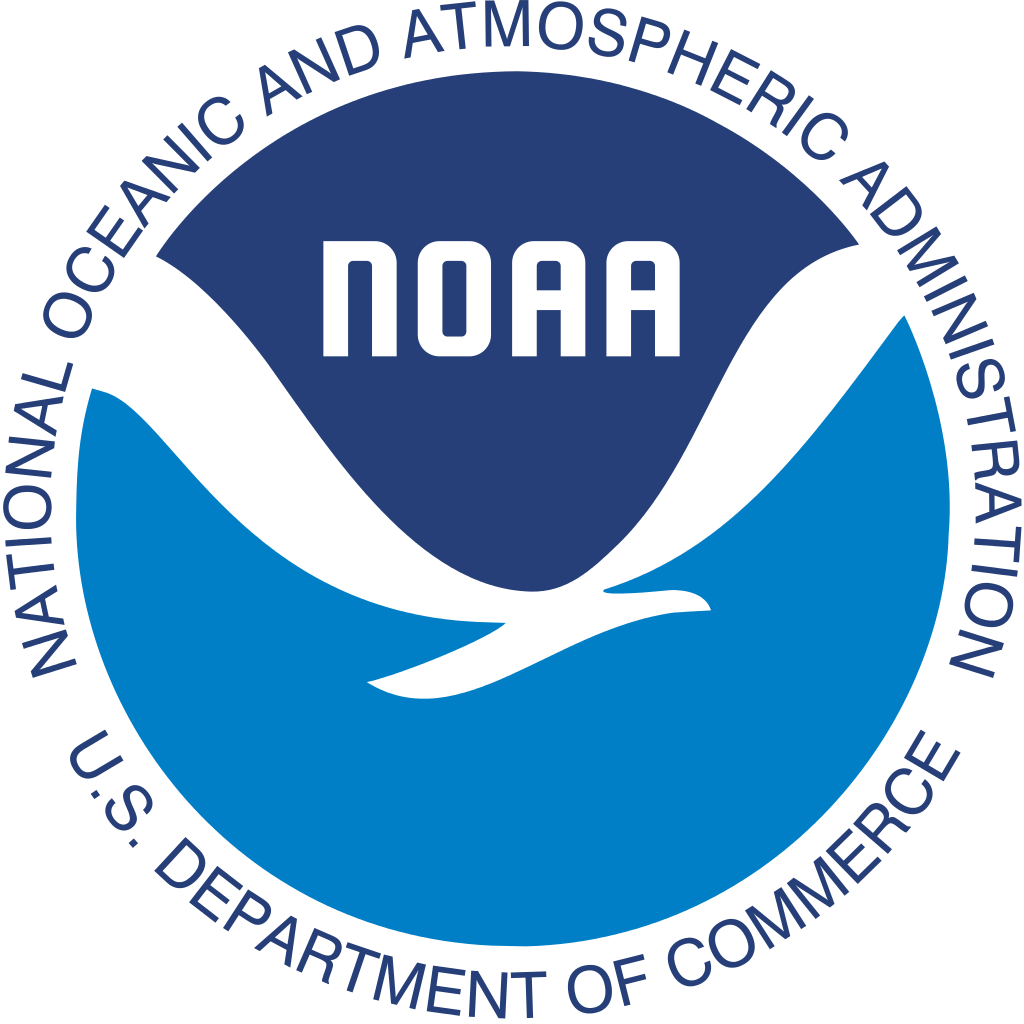 NATIONAL OCEANIC AND ATMOSPHERIC ADMINISTRATION
NOAA
U.S. DEPARTMENT OF COMMERCE